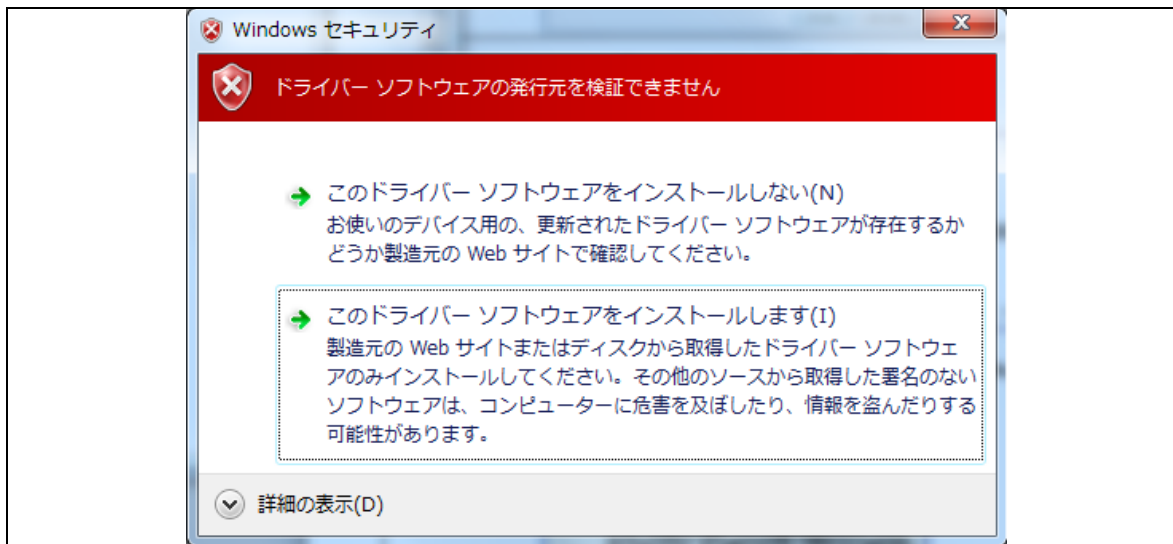 Windows セキュリティ
ドライバー ソフトウェアの発行元を検証できません
このドライバー ソフトウェアをインストールしない(N)
お使いのデバイス用の、更新されたドライバー ソフトウェアが存在するか
どうか製造元の Web サイトで確認してください。
このドライバー ソフトウェアをインストールします(I)
製造元の Web サイトまたはディスクから取得したドライバー ソフトウェ
アのみインストールしてください。その他のソースから取得した署名のない
ソフトウェアは、コンピューターに危害を及ぼしたり、情報を盗んだりする
可能性があります。
詳細の表示(D)